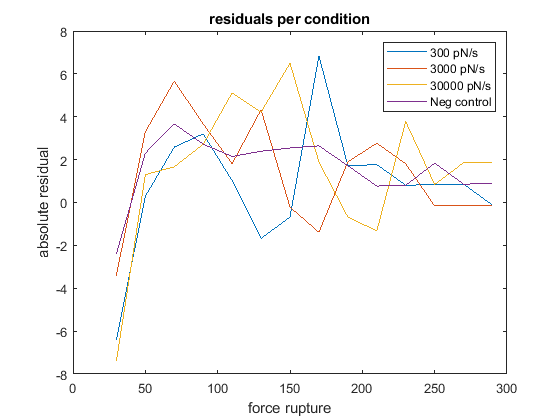 residuals per condition
8
6
4
2
0
-2
-4
-6
-8
absolute residual
300 pN/s
3000 pN/s
30000 pN/s
Neg control
0 50 100 150 200 250 300
force rupture